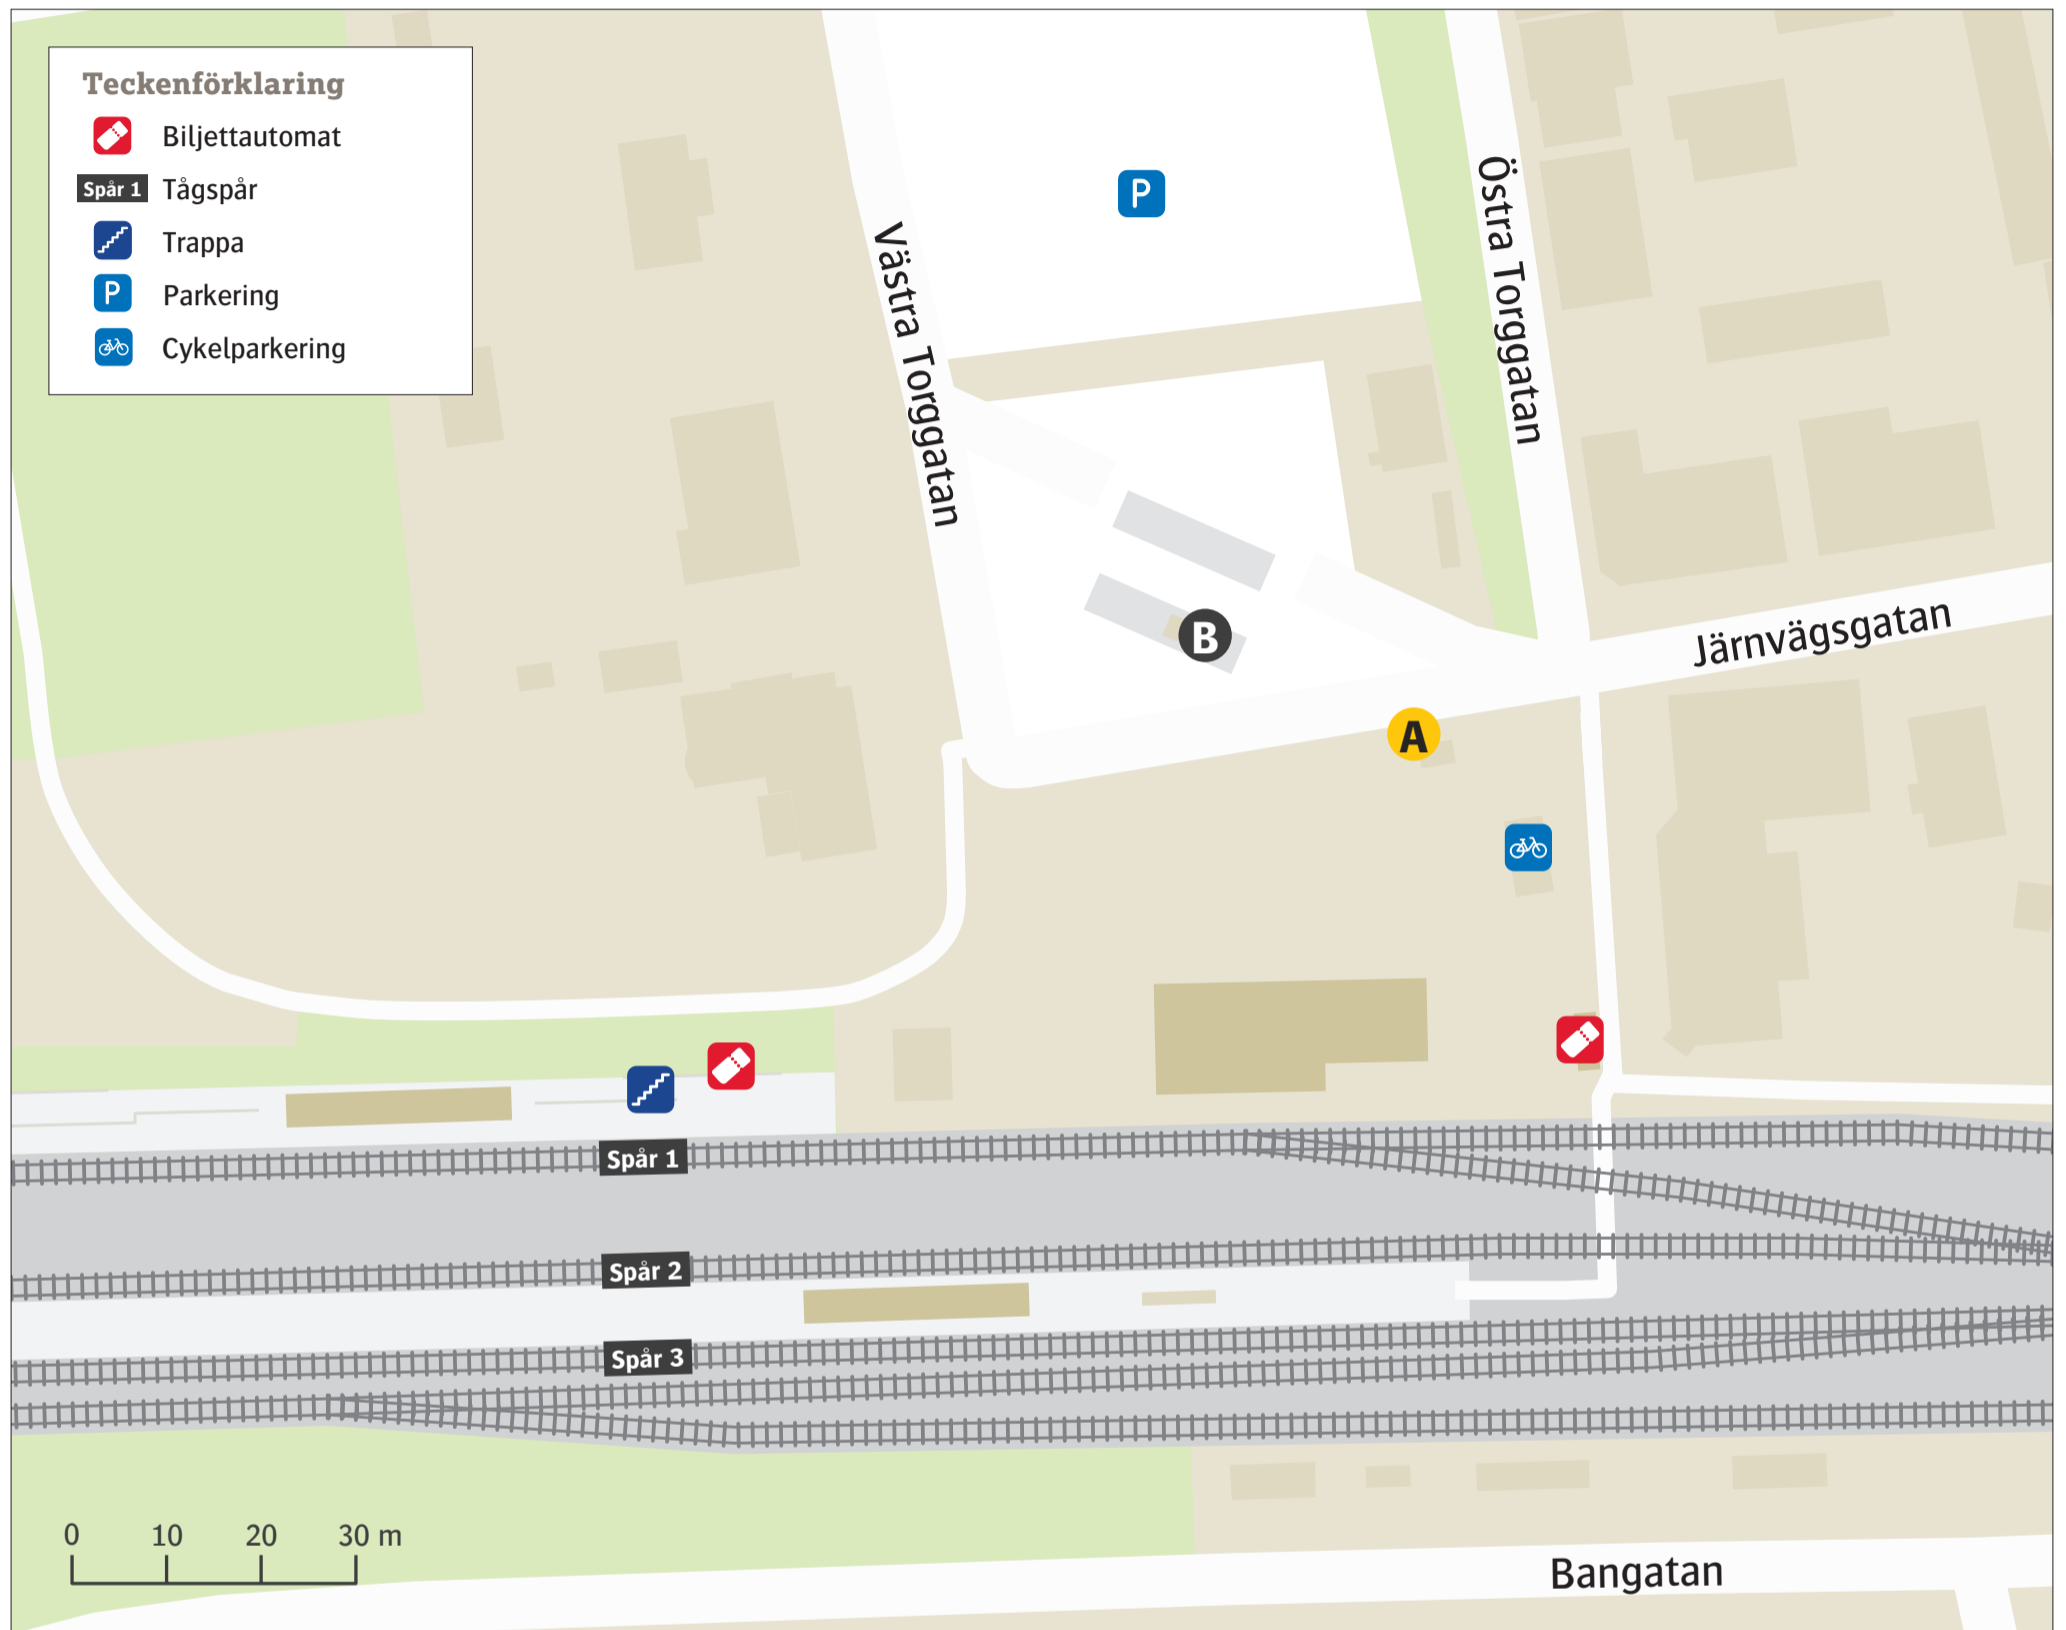 Teckenförklaring
Biljettautomat
Spår 1 Tågspår
Trappa
P Parkering
Cykelparkering
P
Västra Torggatan
Östra Torggatan
Järnvägsgatan
B
A
Spår 1
Spår 2
Spår 3
0 10 20 30 m
Bangatan